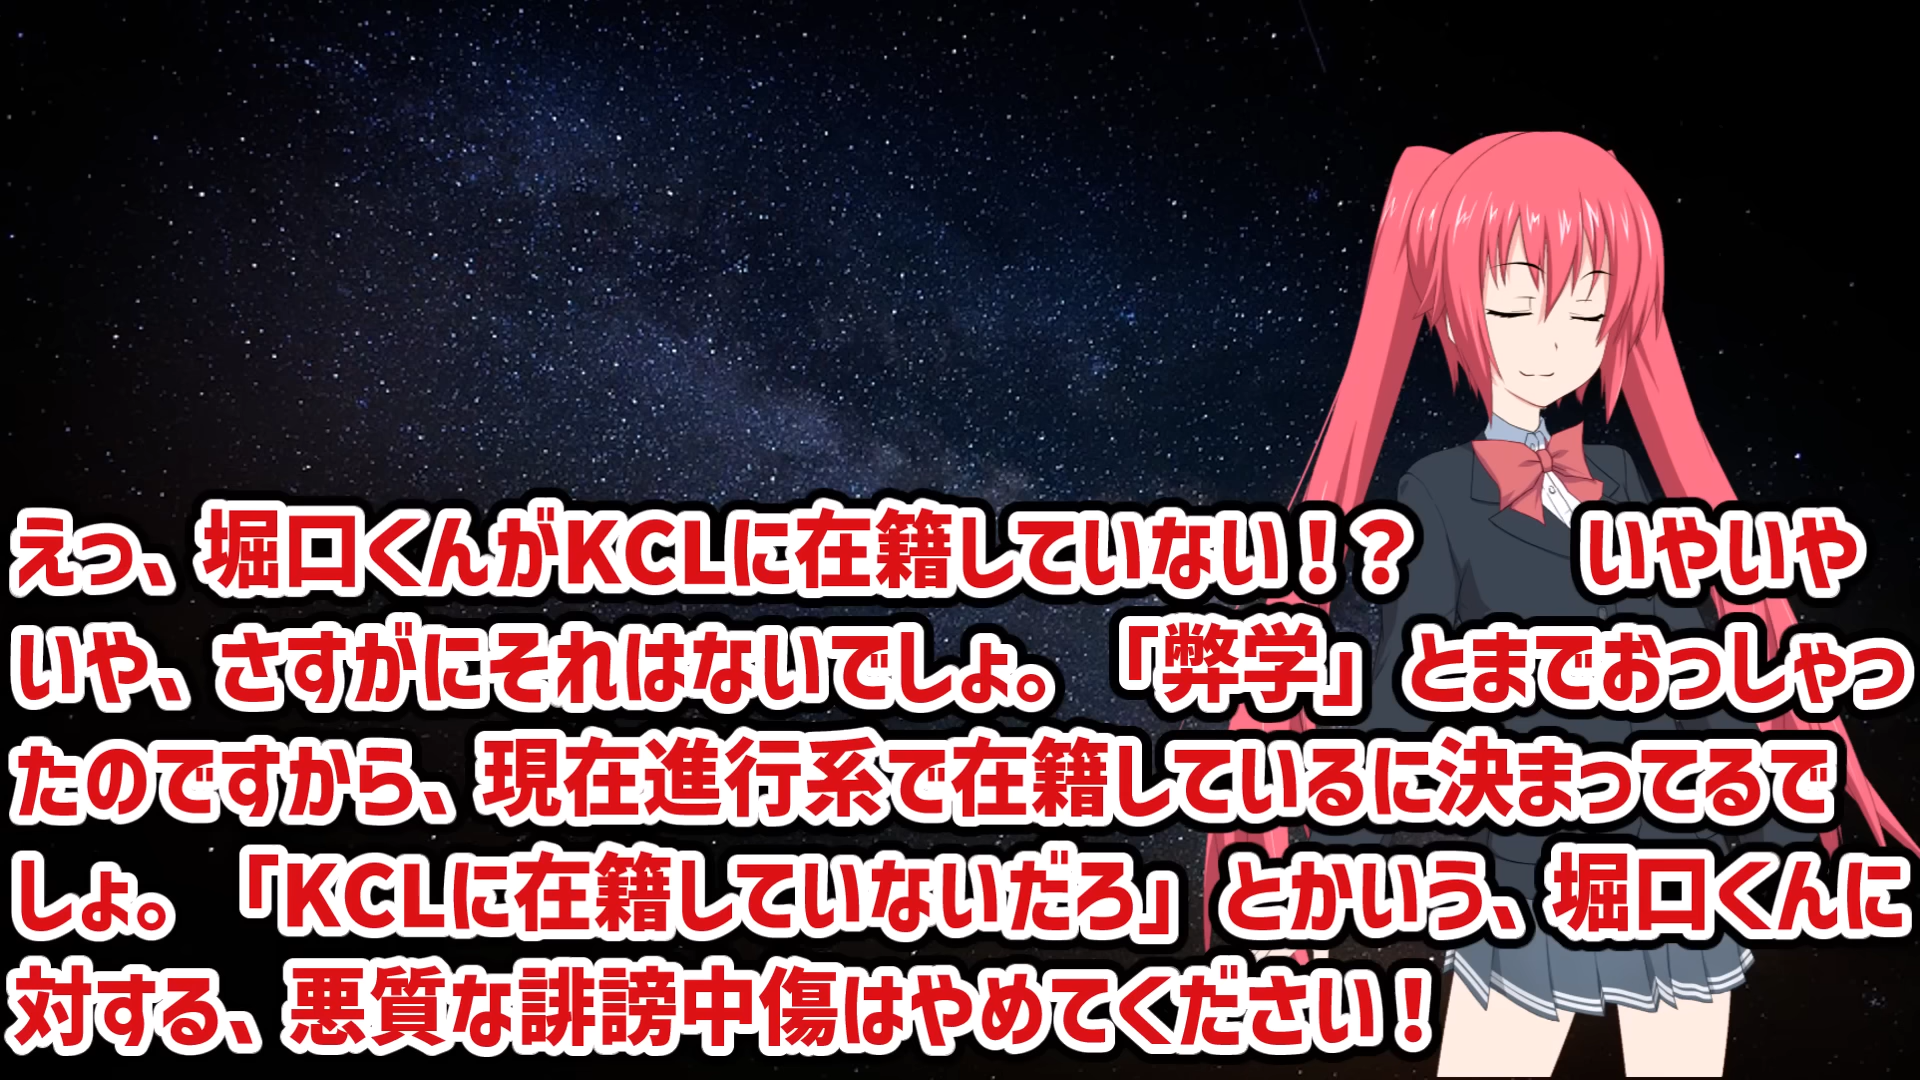 えっ、堀口くんがKCLに在籍していない！？　いやいや
いや、さすがにそれはないでしょ。「弊学」とまでおっしゃっ
たのですから、現在進行系で在籍しているに決まってるで
しょ。「KCLに在籍していないだろ」とかいう、堀口くんに
対する、悪質な誹謗中傷はやめてください！